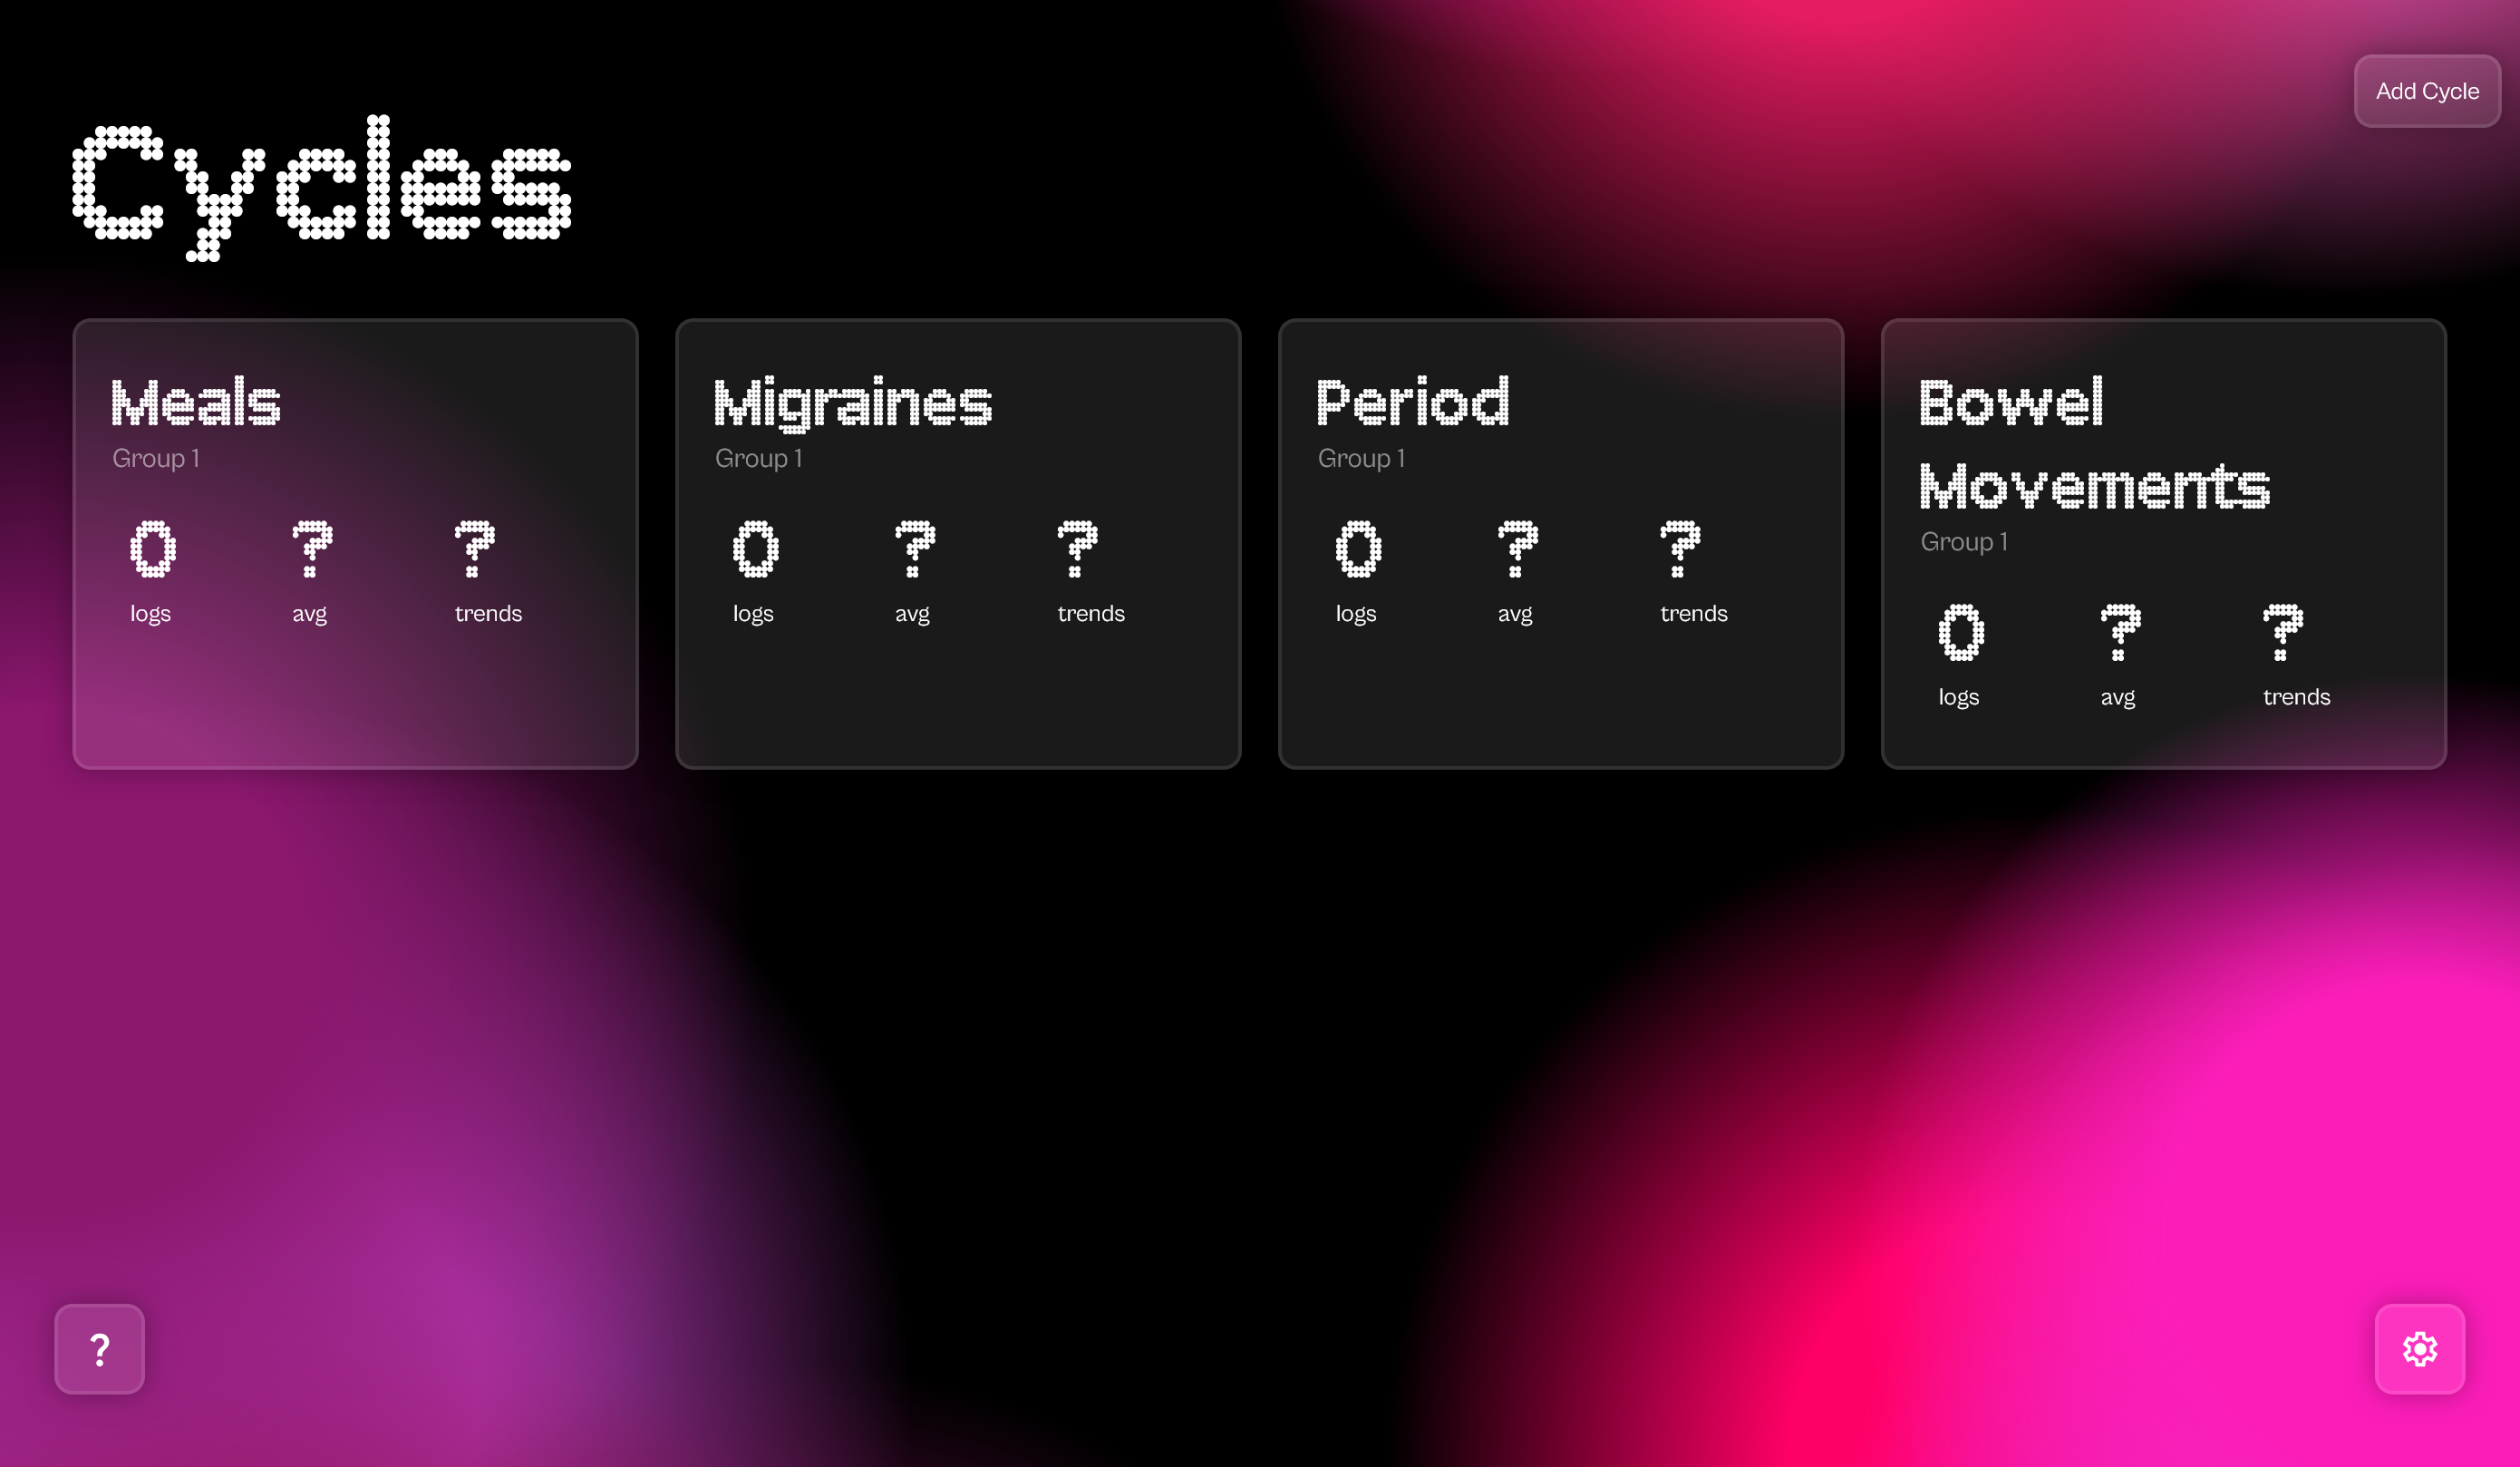 Add Cycle
Cycles
Meals
Group 1
0 ? ?
logs avg trends
Migraines
Group 1
0 ? ?
logs avg trends
Period
Group 1
0 ? ?
logs avg trends
Bowel
Movements
Group 1
0 ? ?
logs avg trends
?